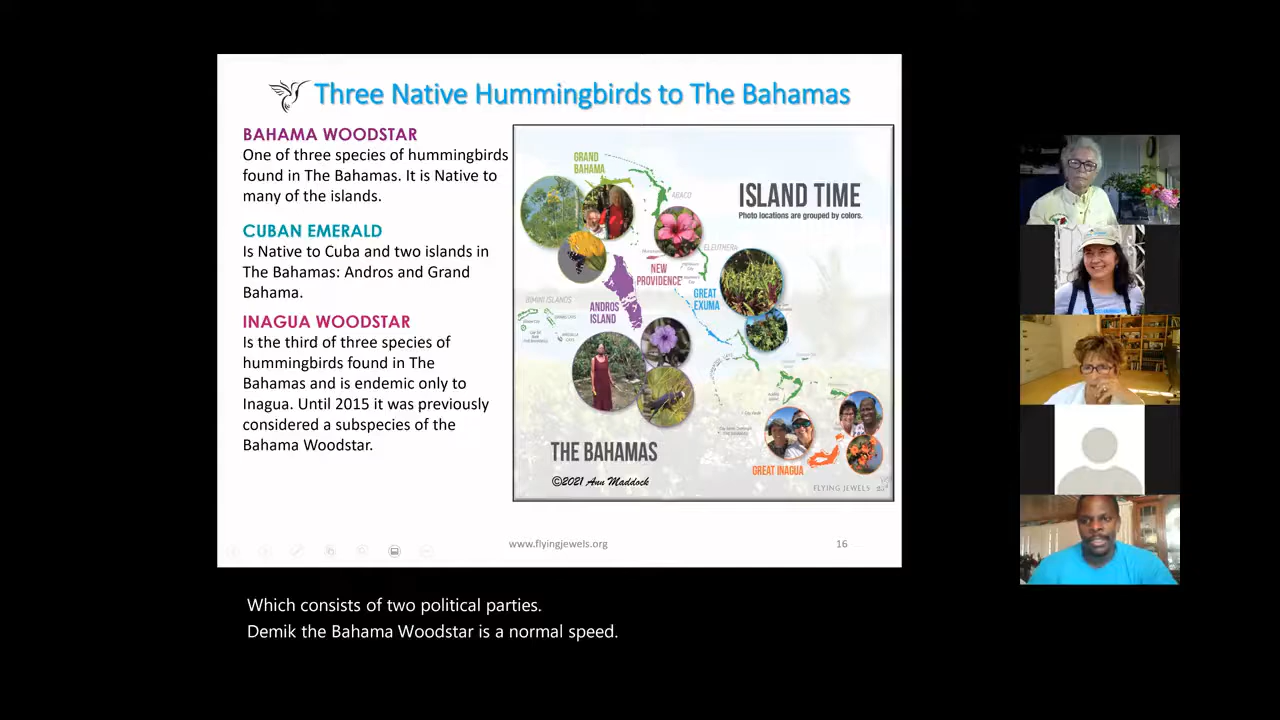 Three Native Hummingbirds to The Bahamas
BAHAMA WOODSTAR
One of three species of hummingbirds
found in The Bahamas. It is Native to
many of the islands.
CUBAN EMERALD
Is Native to Cuba and two islands in
The Bahamas: Andros and Grand
Bahama.
INAGUA WOODSTAR
Is the third of three species of
hummingbirds found in The
Bahamas and is endemic only to
Inagua. Until 2015 it was previously
considered a subspecies of the
Bahama Woodstar.
GRAND
BAHAMA
ABACO
ISLAND TIME
Photo locations are grouped by colors.
ELEUTHERA
NEW
PROVIDENCE
GREAT
EXUMA
BIMINI ISLANDS
ANDROS
ISLAND
THE BAHAMAS
©2021 Ann Maddock
GREAT INAGUA
FLYING JEWELS
www.flyingjewels.org
16
Which consists of two political parties.
Demik the Bahama Woodstar is a normal speed.